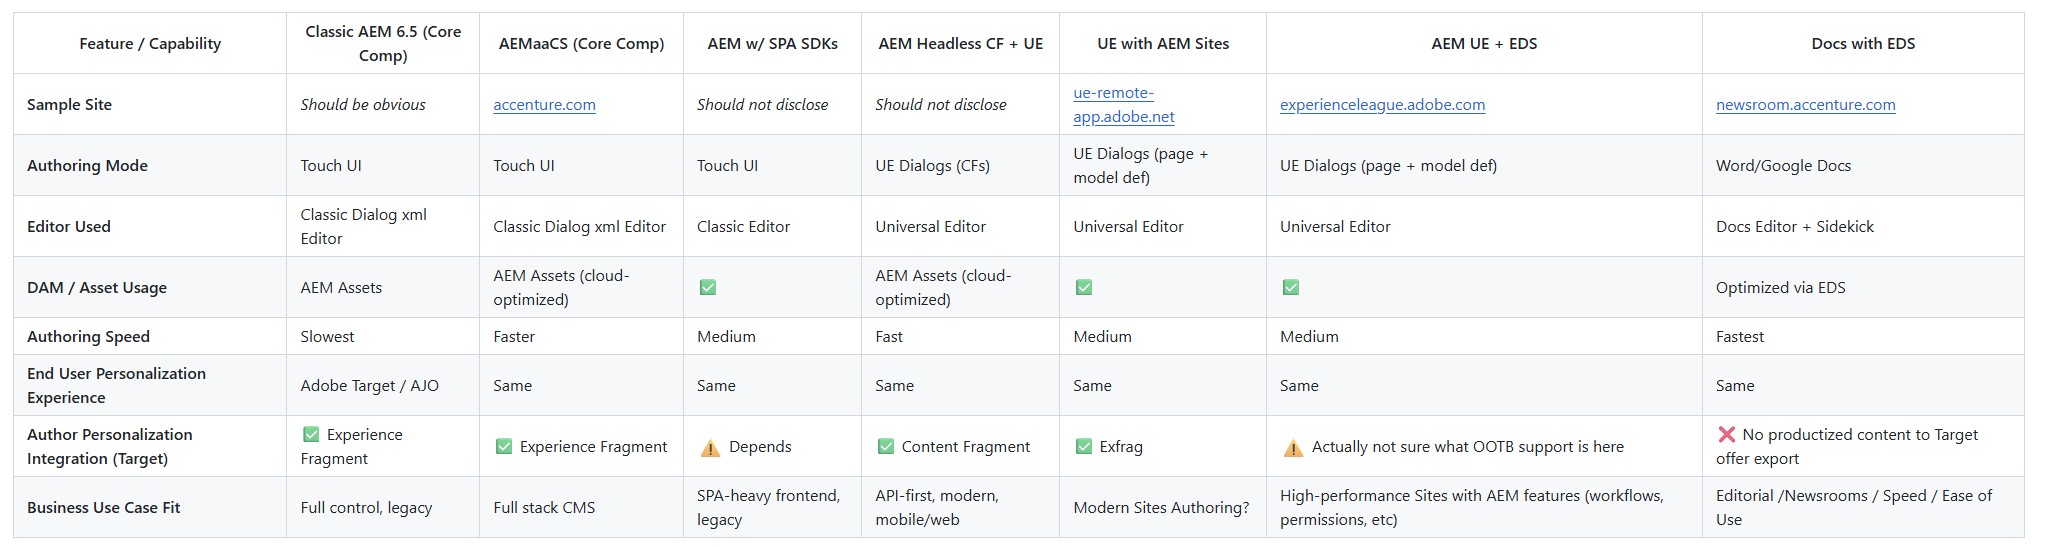 Feature / Capability
Classic AEM 6.5 (Core
Comp)
AEMaaCS (Core Comp)
AEM w/ SPA SDKs
AEM Headless CF + UE
UE with AEM Sites
AEM UE + EDS
Docs with EDS
Sample Site
Should be obvious
accenture.com
Should not disclose
Should not disclose
ue-remote-
app.adobe.net
experienceleague.adobe.com
newsroom.accenture.com
Authoring Mode
Touch UI
Touch UI
Touch UI
UE Dialogs (CFs)
UE Dialogs (page +
model def)
UE Dialogs (page + model def)
Word/Google Docs
Editor Used
Classic Dialog xml
Editor
Classic Dialog xml Editor
Classic Editor
Universal Editor
Universal Editor
Universal Editor
Docs Editor + Sidekick
DAM / Asset Usage
AEM Assets
AEM Assets (cloud-
optimized)
✅
AEM Assets (cloud-
optimized)
✅
✅
Optimized via EDS
Authoring Speed
Slowest
Faster
Medium
Fast
Medium
Medium
Fastest
End User Personalization
Experience
Adobe Target / AJO
Same
Same
Same
Same
Same
Same
Author Personalization
Integration (Target)
✅ Experience
Fragment
✅ Experience Fragment
⚠️ Depends
✅ Content Fragment
✅ Exfrag
⚠️ Actually not sure what OOTB support is here
❌ No productized content to Target
offer export
Business Use Case Fit
Full control, legacy
Full stack CMS
SPA-heavy frontend,
legacy
API-first, modern,
mobile/web
Modern Sites Authoring?
High-performance Sites with AEM features (workflows,
permissions, etc)
Editorial /Newsrooms / Speed / Ease of
Use